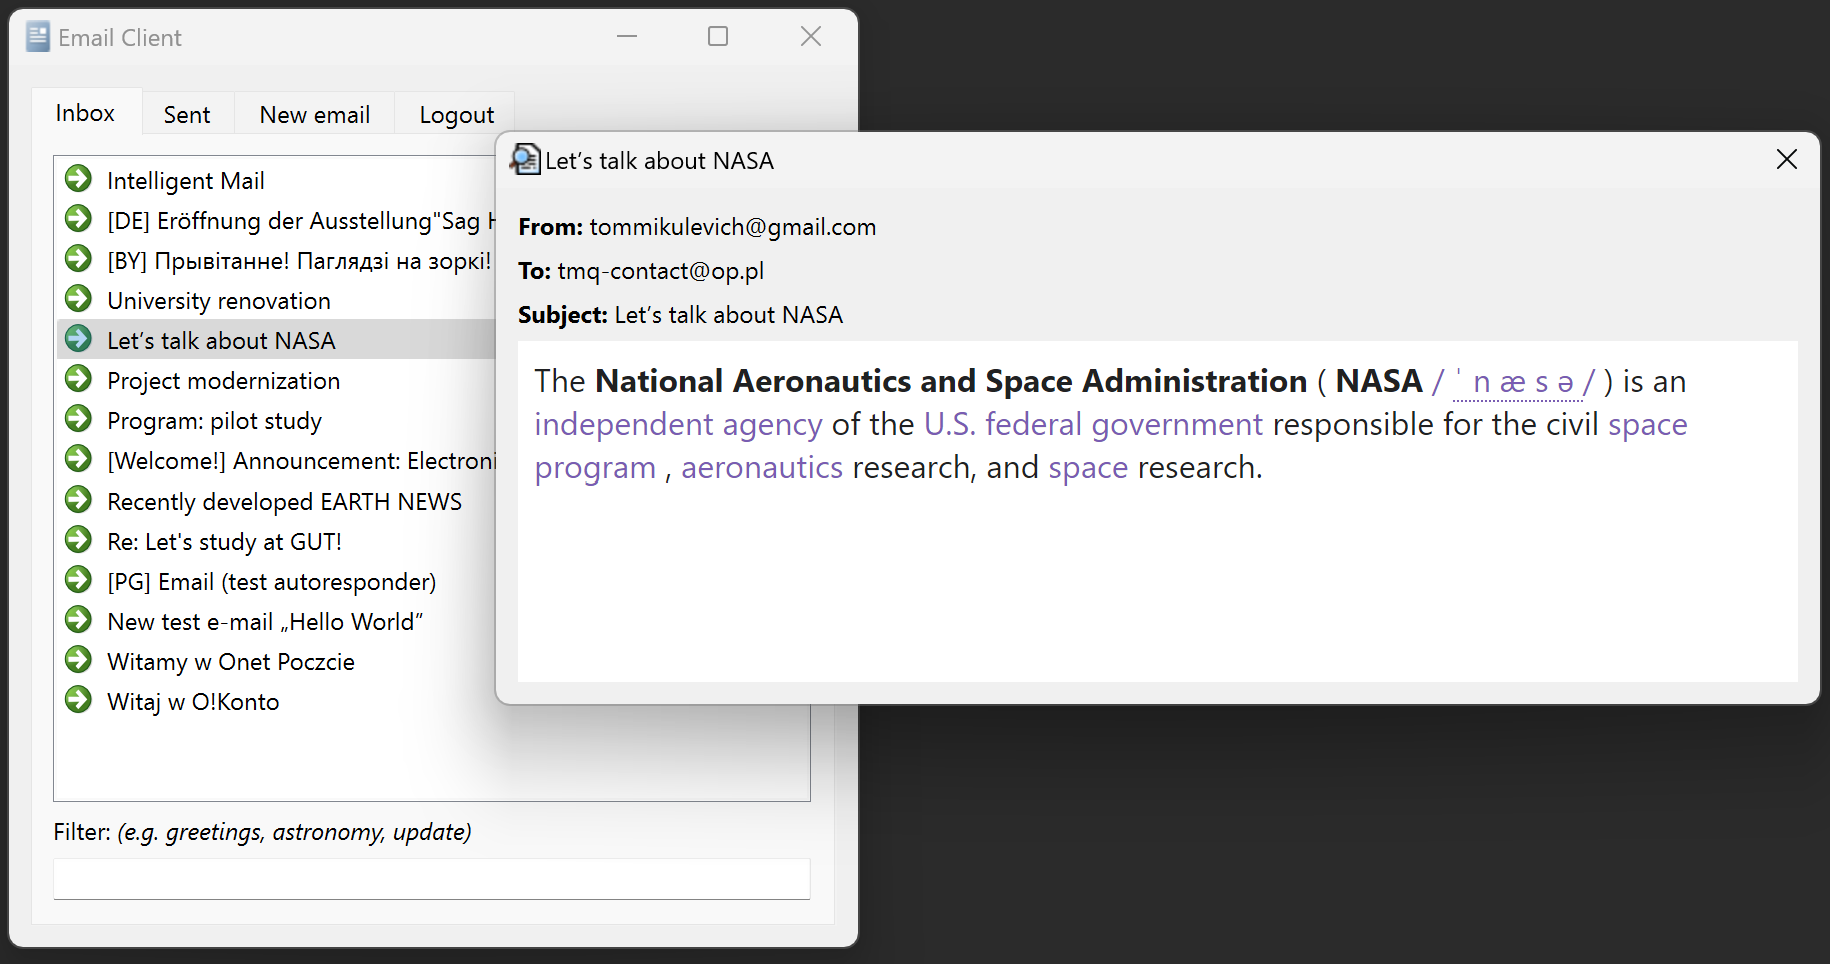 Email Client
Inbox
Sent
New email
Logout
Intelligent Mail
[DE] Eröffnung der Ausstellung"Sag
[BY] Прывітанне! Паглядзі на зоркі!
University renovation
Let’s talk about NASA
Project modernization
Program: pilot study
[Welcome!] Announcement:
Recently developed EARTH NEWS
Re: Let's study at GUT!
[PG] Email (test autoresponder)
New test e-mail „Hello World”
Witamy w Onet Poczcie
Witaj w O!Konto
Filter: (e.g. greetings, astronomy, update)
Let’s talk about NASA
From: tommikulevich@gmail.com
To: tmq-contact@op.pl
Subject: Let’s talk about NASA
The National Aeronautics and Space Administration ( NASA / ˈ n æ s ə / ) is an
independent agency of the U.S. federal government responsible for the civil space
program , aeronautics research, and space research.